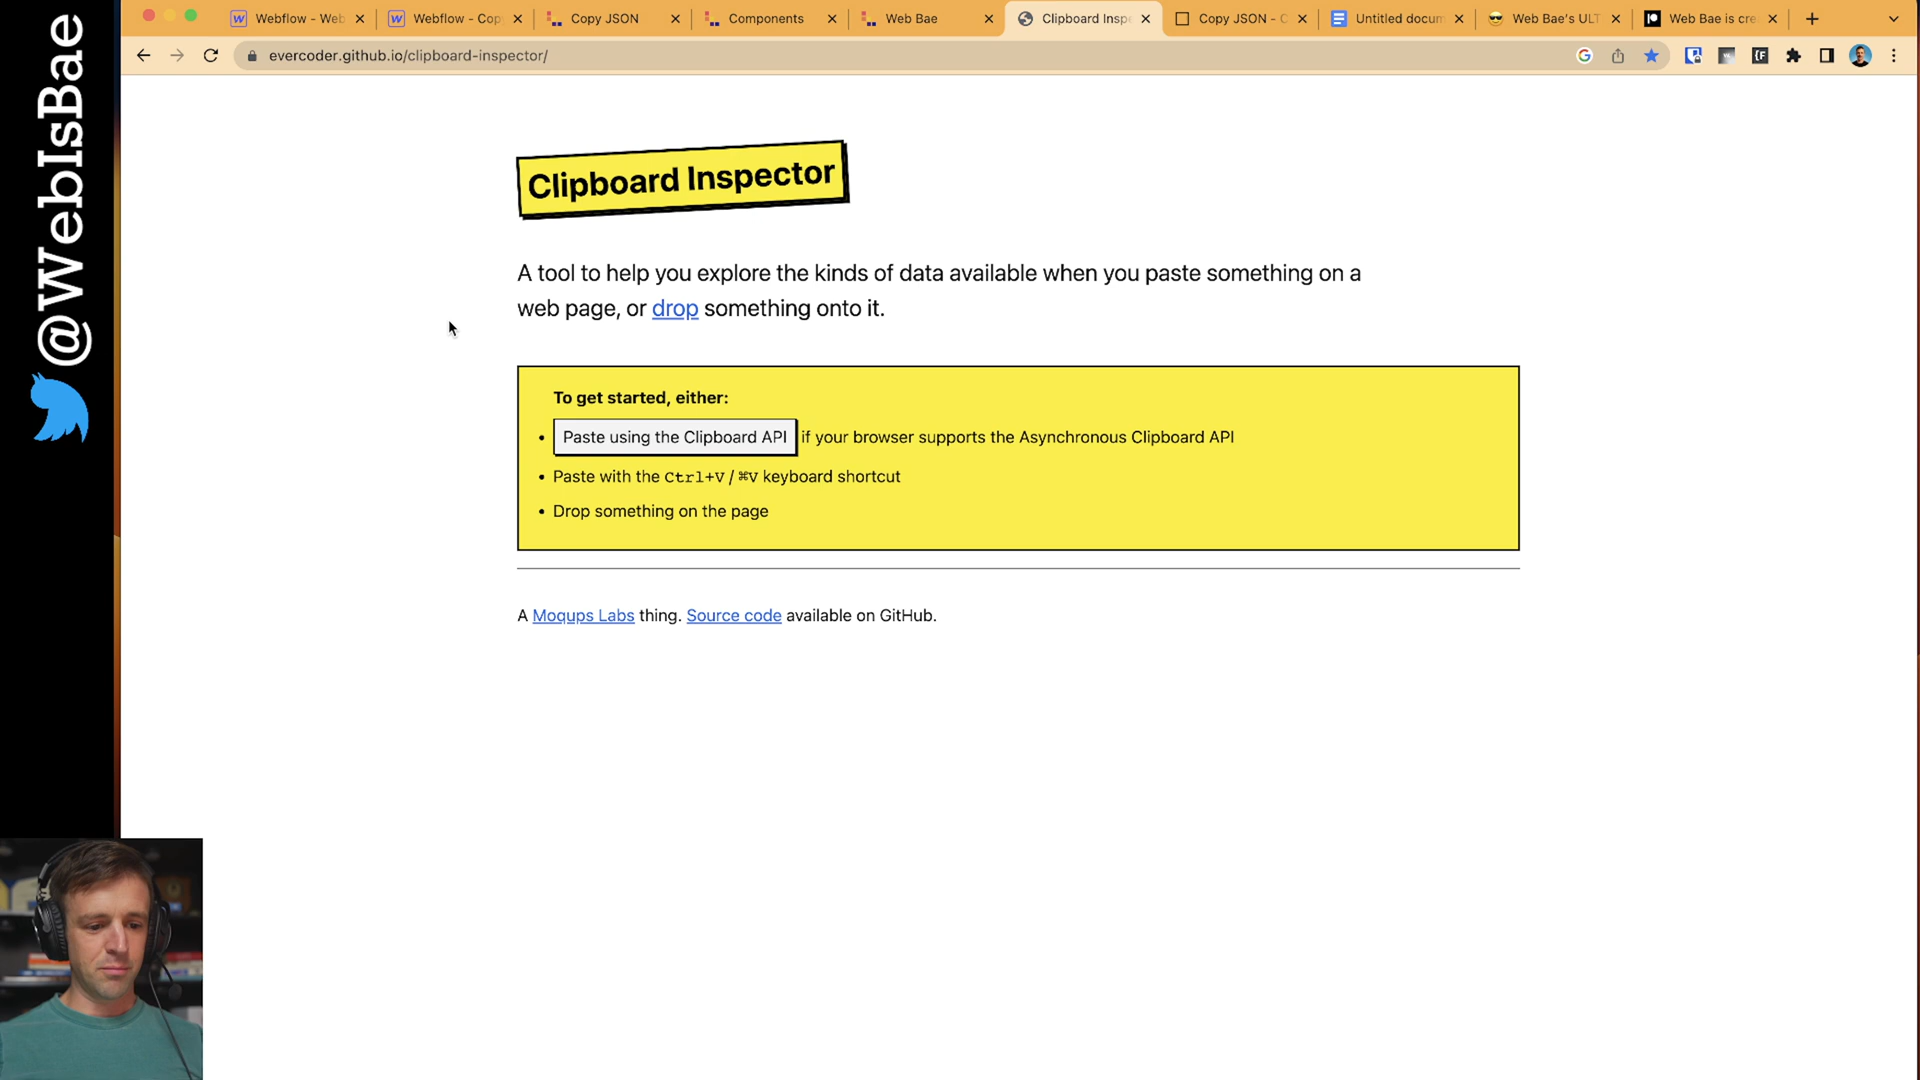 @WebIsBae
Webflow - Web
Webflow - Cop
Copy JSON
Components
Web Bae
Clipboard Insp
Copy JSON - C
Untitled docum
Web Bae's ULT
Web Bae is cre
evercoder.github.io/clipboard-inspector/
Clipboard Inspector
A tool to help you explore the kinds of data available when you paste something on a
web page, or drop something onto it.
To get started, either:
• Paste using the Clipboard API if your browser supports the Asynchronous Clipboard API
• Paste with the Ctrl+V / ⌘V keyboard shortcut
• Drop something on the page
A Moqups Labs thing. Source code available on GitHub.